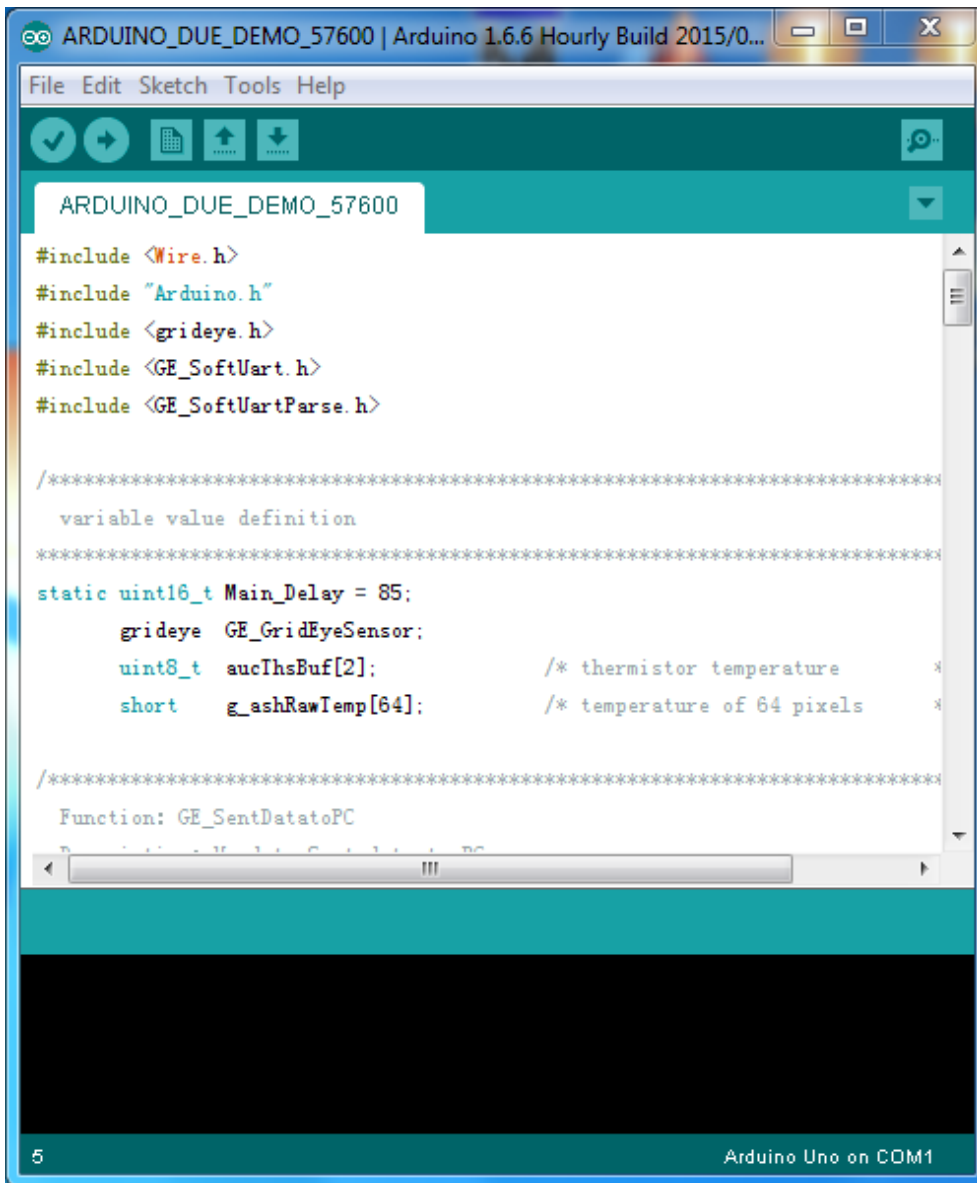 ARDUINO_DUE_DEMO_57600 | Arduino 1.6.6 Hourly Build 2015/0...
File Edit Sketch Tools Help
ARDUINO_DUE_DEMO_57600
#include <Wire.h>
#include "Arduino.h"
#include <grideye.h>
#include <GE_SoftUart.h>
#include <GE_SoftUartParse.h>
/****************************************************************************
variable value definition
*****************************************************************************
static uint16_t Main_Delay = 85;
grideye GE_GridEyeSensor;
uint8_t aucThsBuf[2]; /* thermistor temperature *
short g_ashRawTemp[64]; /* temperature of 64 pixels *
/****************************************************************************
Function: GE_SentDatatoPC
5
Arduino Uno on COM1